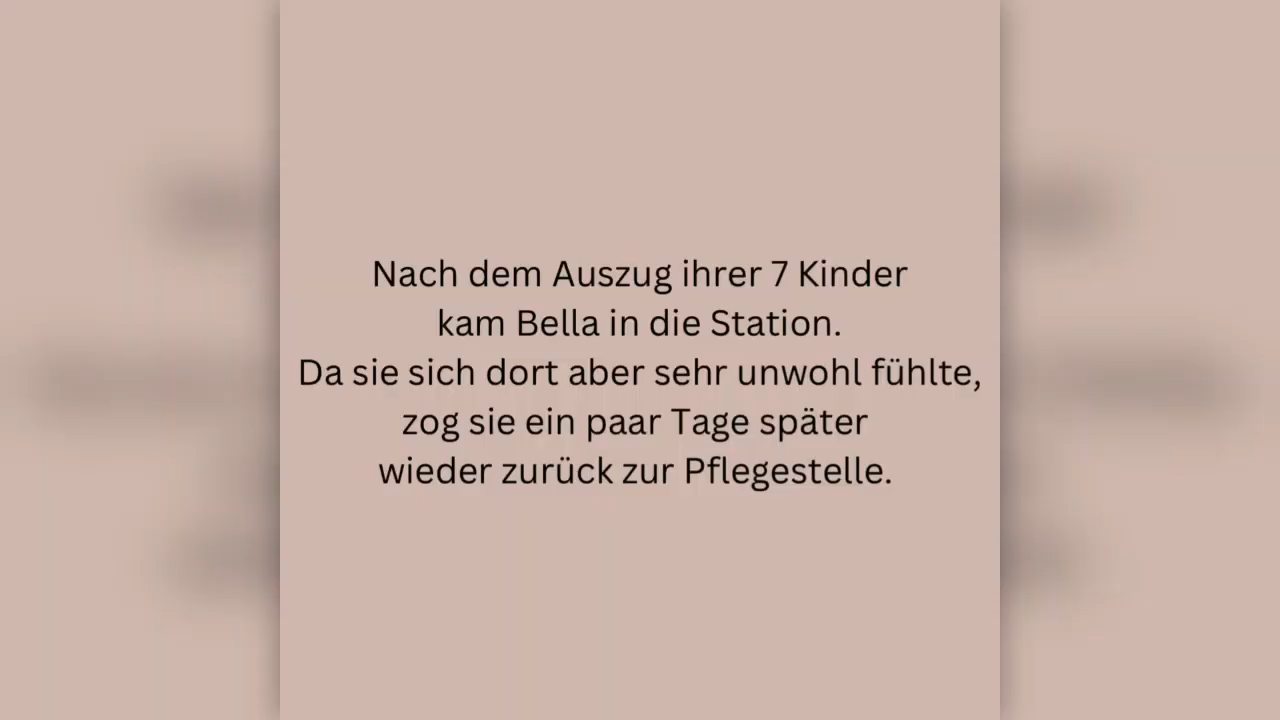 Nach dem Auszug ihrer 7 Kinder
kam Bella in die Station.
Da sie sich dort aber sehr unwohl fühlte,
zog sie ein paar Tage später
wieder zurück zur Pflegestelle.